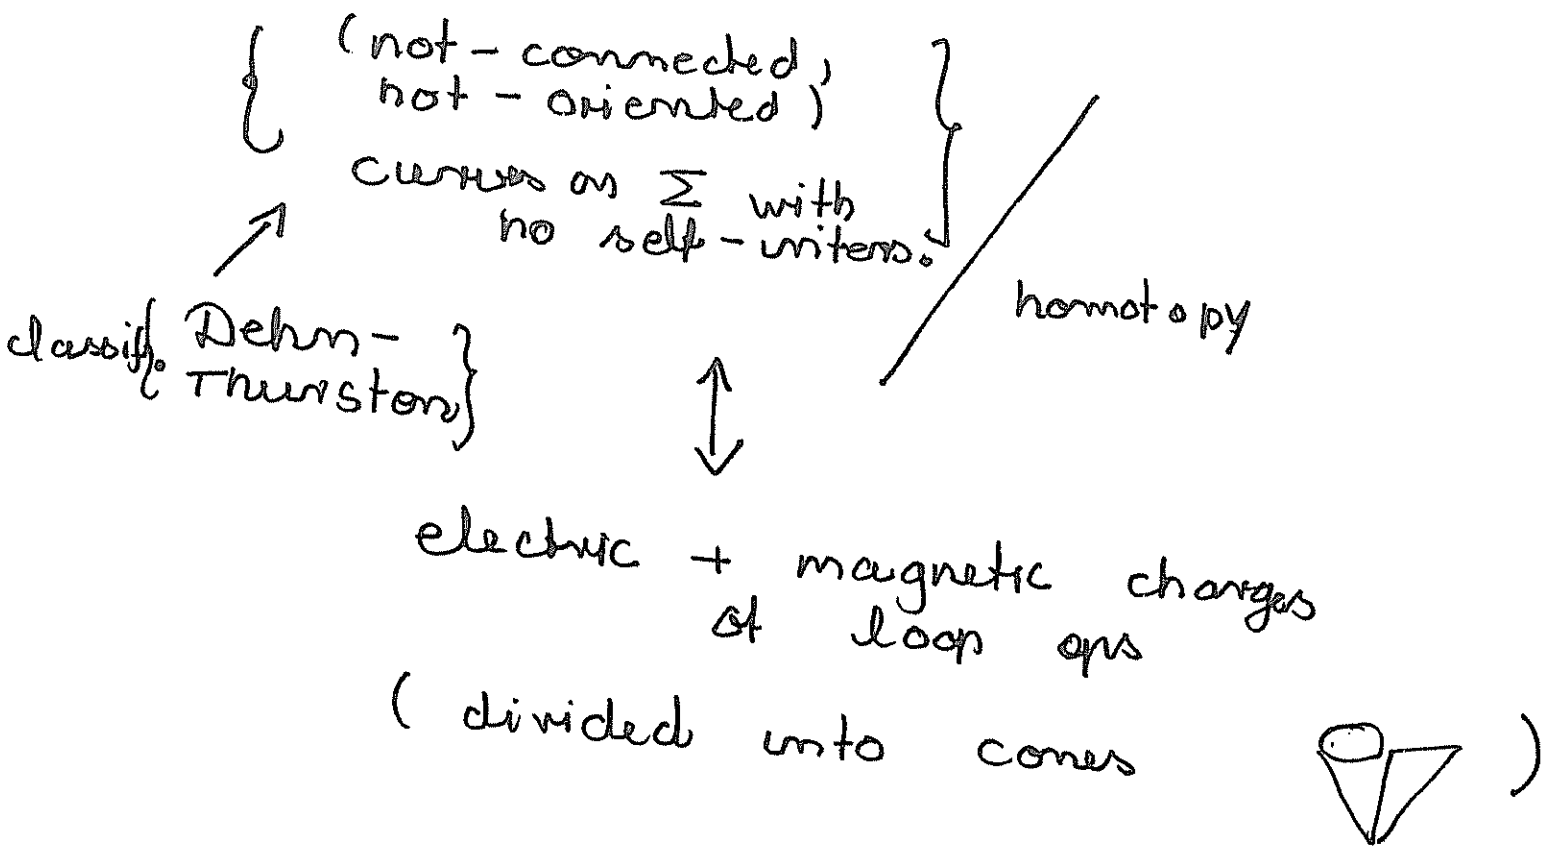 { (not-connected,
not-oriented)
curves on Σ with
no self-inters. } / homotopy
classif. { Dehn-
Thurston }
↕
electric + magnetic charges
of loop ops
( divided into cones )